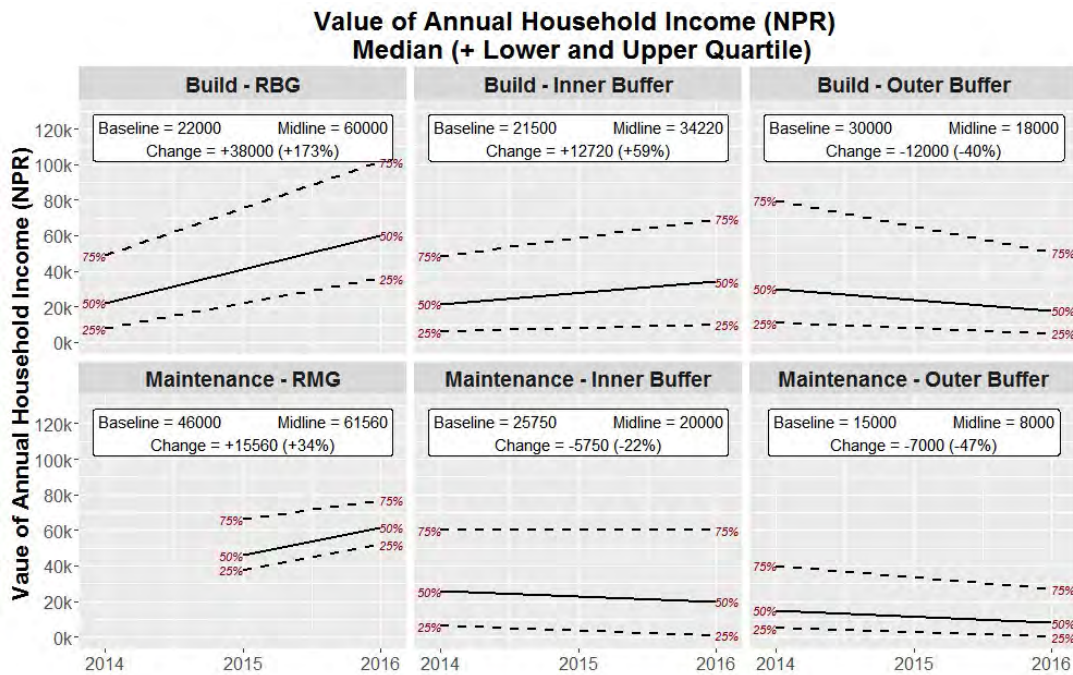 Value of Annual Household Income (NPR)
Median (+ Lower and Upper Quartile)
Vaue of Annual Household Income (NPR)
Build - RBG
Build - Inner Buffer
Build - Outer Buffer
120k
100k
80k
60k
40k
20k
0k
Baseline = 22000 Midline = 60000
Change = +38000 (+173%)
75%
75%
50%
50%
25%
25%
Baseline = 21500 Midline = 34220
Change = +12720 (+59%)
75%
75%
50%
50%
25%
25%
Baseline = 30000 Midline = 18000
Change = -12000 (-40%)
75%
75%
50%
50%
25%
25%
Maintenance - RMG
Maintenance - Inner Buffer
Maintenance - Outer Buffer
120k
100k
80k
60k
40k
20k
0k
Baseline = 46000 Midline = 61560
Change = +15560 (+34%)
75%
75%
50%
50%
25%
25%
Baseline = 25750 Midline = 20000
Change = -5750 (-22%)
75%
75%
50%
50%
25%
25%
Baseline = 15000 Midline = 8000
Change = -7000 (-47%)
75%
75%
50%
50%
25%
25%
2014 2015 2016
2014 2015 2016
2014 2015 2016